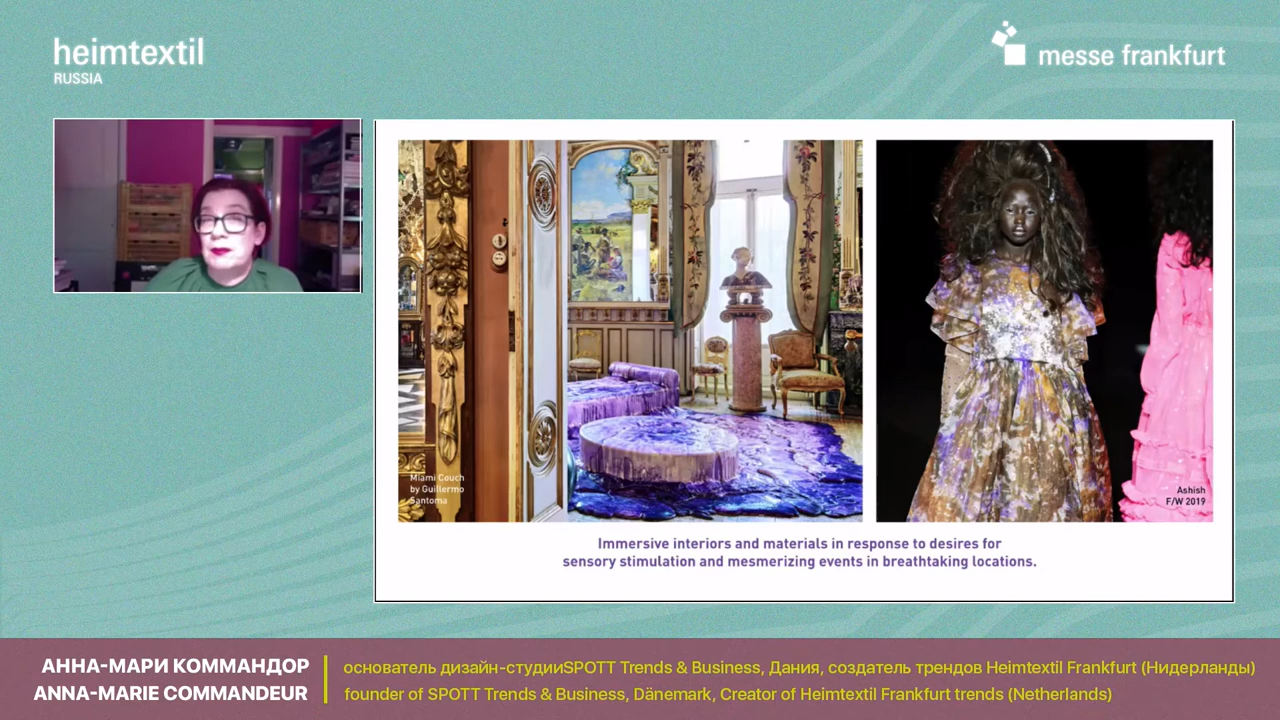 heimtextil
RUSSIA
messe frankfurt
Miami Couch
by Guillermo
Santoma
Ashish
F/W 2019
Immersive interiors and materials in response to desires for
sensory stimulation and mesmerizing events in breathtaking locations.
АННА-МАРИ КОММАНДОР
ANNA-MARIE COMMANDEUR
основатель дизайн-студииSPOTT Trends & Business, Дания, создатель трендов Heimtextil Frankfurt (Нидерланды)
founder of SPOTT Trends & Business, Dänemark, Creator of Heimtextil Frankfurt trends (Netherlands)